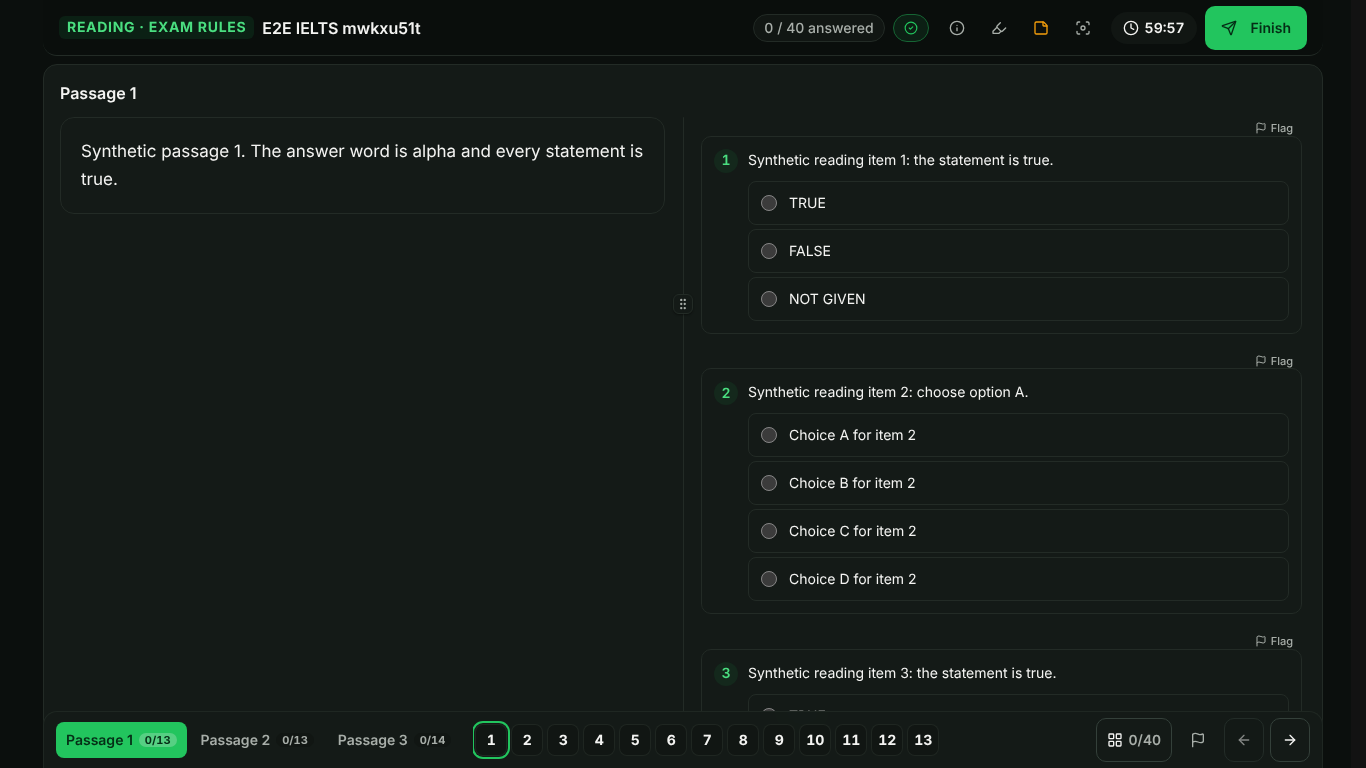 READING · EXAM RULES E2E IELTS mwkxu51t 0 / 40 answered 59:57 Finish
Passage 1
Synthetic passage 1. The answer word is alpha and every statement is
true.
Flag
1 Synthetic reading item 1: the statement is true.
TRUE
FALSE
NOT GIVEN
Flag
2 Synthetic reading item 2: choose option A.
Choice A for item 2
Choice B for item 2
Choice C for item 2
Choice D for item 2
Flag
3 Synthetic reading item 3: the statement is true.
Passage 1 0/13 Passage 2 0/13 Passage 3 0/14 1 2 3 4 5 6 7 8 9 10 11 12 13 0/40